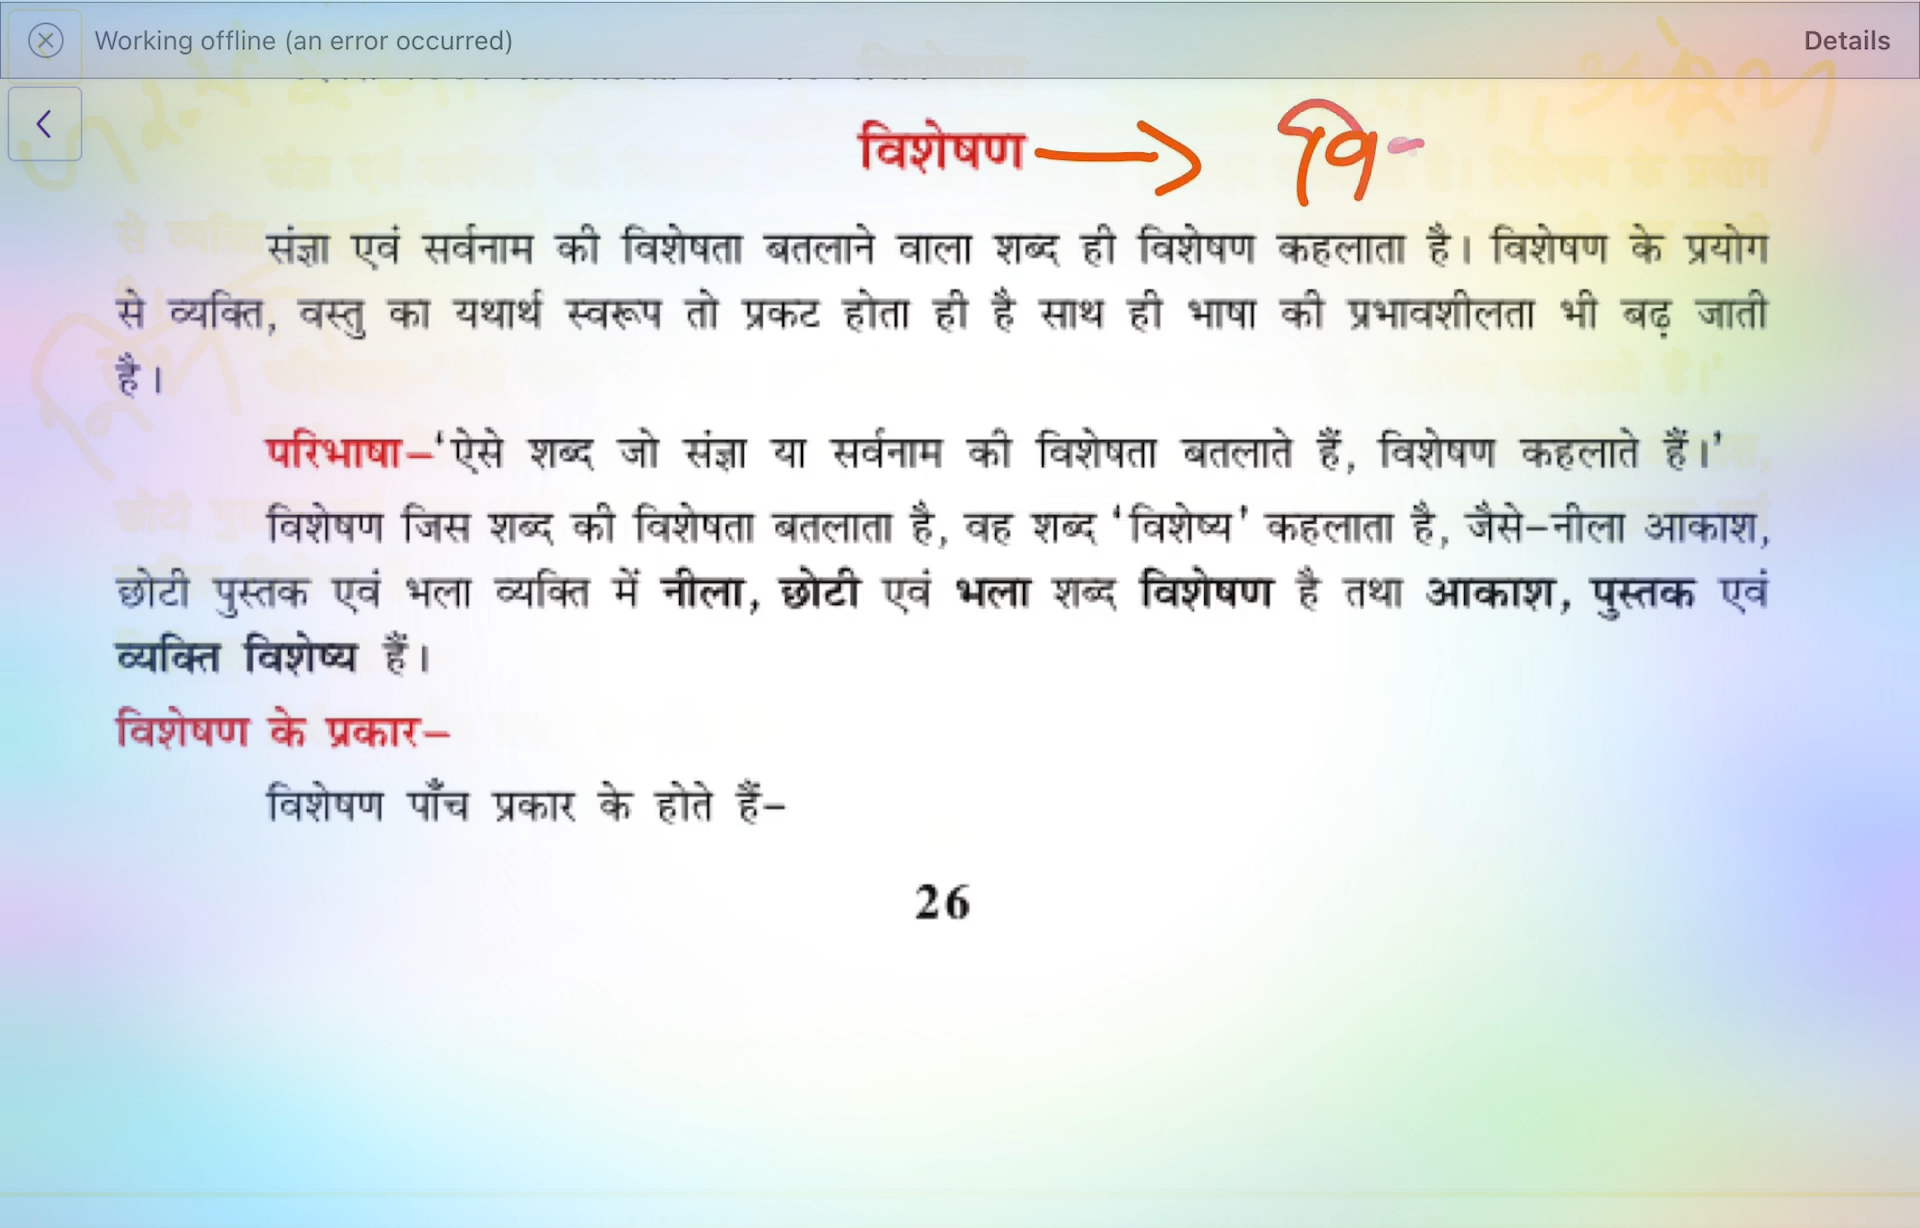 Working offline (an error occurred)
Details
विशेषण
वि
संज्ञा एवं सर्वनाम की विशेषता बतलाने वाला शब्द ही विशेषण कहलाता है। विशेषण के प्रयोग
से व्यक्ति, वस्तु का यथार्थ स्वरूप तो प्रकट होता ही है साथ ही भाषा की प्रभावशीलता भी बढ़ जाती
है।
परिभाषा–‘ऐसे शब्द जो संज्ञा या सर्वनाम की विशेषता बतलाते हैं, विशेषण कहलाते हैं।’
विशेषण जिस शब्द की विशेषता बतलाता है, वह शब्द ‘विशेष्य’ कहलाता है, जैसे–नीला आकाश,
छोटी पुस्तक एवं भला व्यक्ति में नीला, छोटी एवं भला शब्द विशेषण है तथा आकाश, पुस्तक एवं
व्यक्ति विशेष्य हैं।
विशेषण के प्रकार–
विशेषण पाँच प्रकार के होते हैं–
26